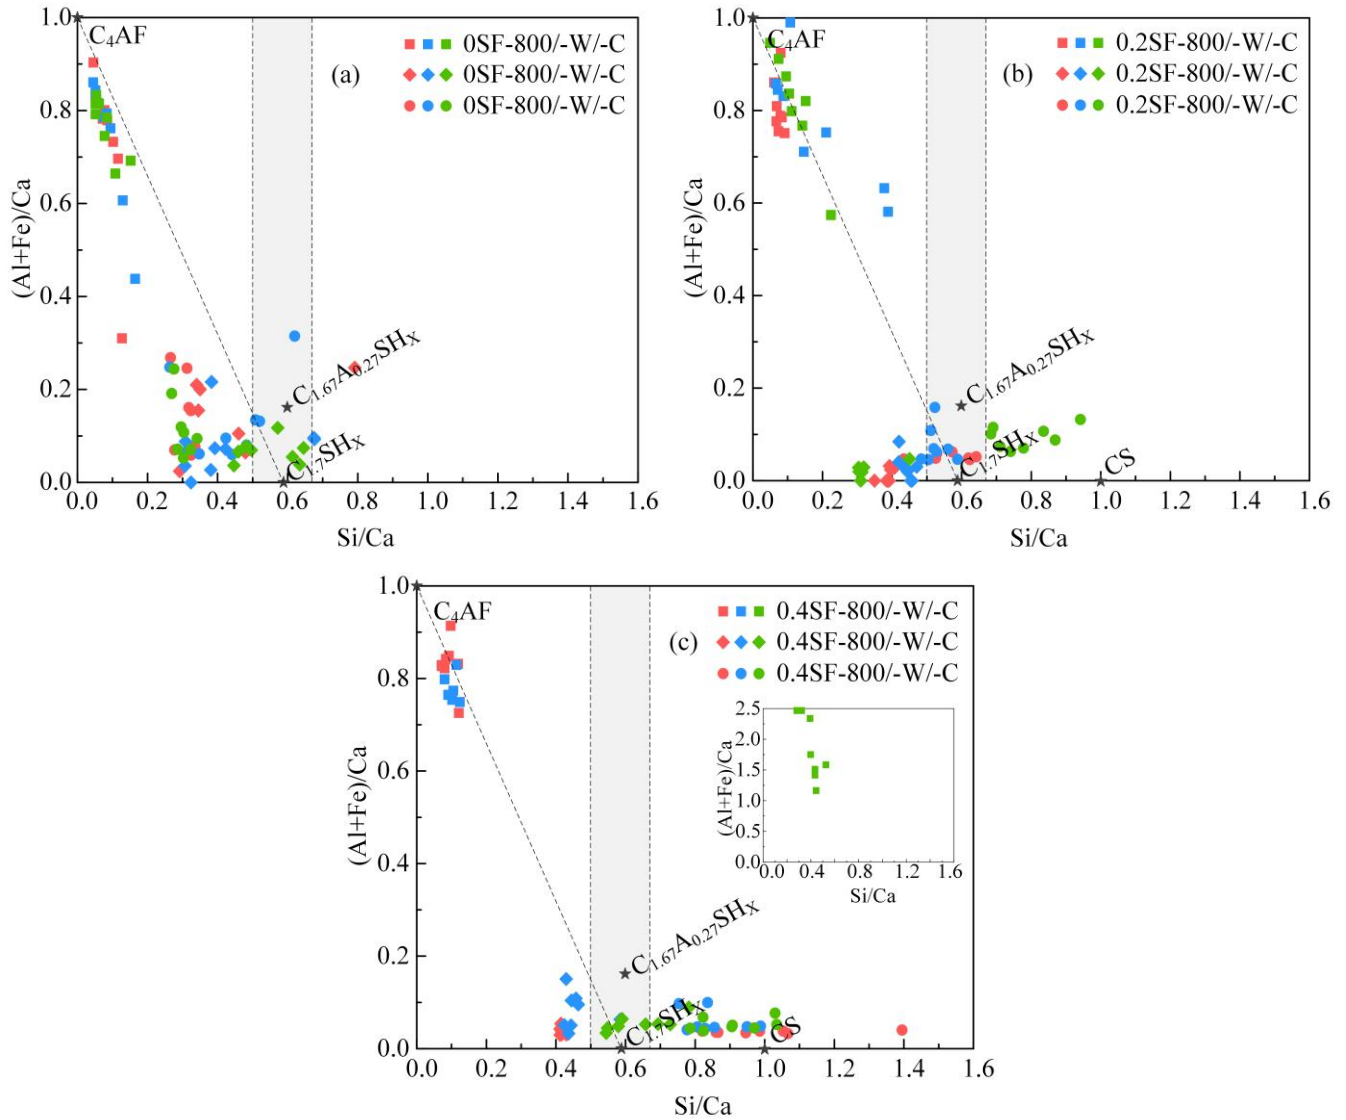 1.0
C₄AF
0SF-800/-W/-C
(a)
0SF-800/-W/-C
0SF-800/-W/-C
0.8
0.6
0.4
0.2
0.0
(Al+Fe)/Ca
C₁.₆₇A₀.₂₇SHₓ
C₁.₇SHₓ
0.0 0.2 0.4 0.6 0.8 1.0 1.2 1.4 1.6
Si/Ca
1.0
C₄AF
0.2SF-800/-W/-C
(b)
0.2SF-800/-W/-C
0.2SF-800/-W/-C
0.8
0.6
0.4
0.2
0.0
(Al+Fe)/Ca
C₁.₆₇A₀.₂₇SHₓ
C₁.₇SHₓ
CS
0.0 0.2 0.4 0.6 0.8 1.0 1.2 1.4 1.6
Si/Ca
1.0
C₄AF
0.4SF-800/-W/-C
(c)
0.4SF-800/-W/-C
0.4SF-800/-W/-C
0.8
0.6
0.4
0.2
0.0
(Al+Fe)/Ca
2.5
2.0
1.5
1.0
0.5
0.0
(Al+Fe)/Ca
0.0 0.4 0.8 1.2 1.6
Si/Ca
C₁.₆₇A₀.₂₇SHₓ
C₁.₇SHₓ
CS
0.0 0.2 0.4 0.6 0.8 1.0 1.2 1.4 1.6
Si/Ca